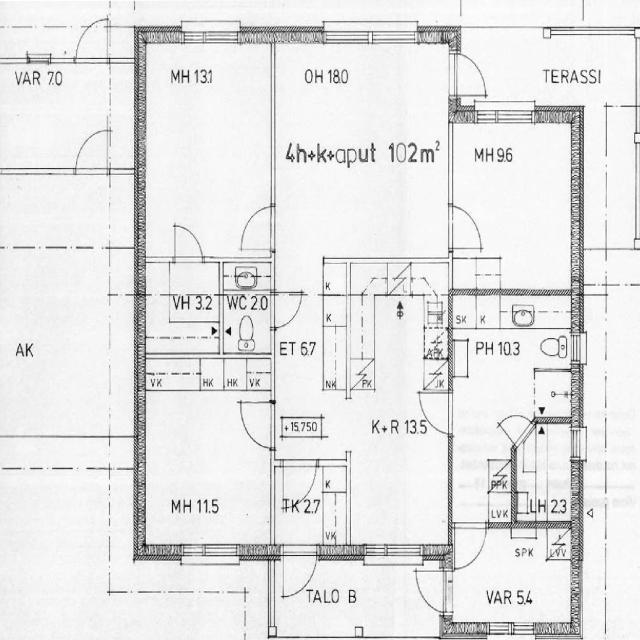 VAR 7.0
MH 13.1
OH 18.0
TERASSI
4h+k+aput 102m²
MH 9.6
VH 3.2
WC 2.0
K
K
SK
K
AK
ET 6.7
PH 10.3
VK
HK
HK
VK
NK
PK
JK
+15.750
K+R 13.5
MH 11.5
TK 2.7
K
VK
PPK
LVK
LH 2.3
SPK
LVV
TALO B
VAR 5.4